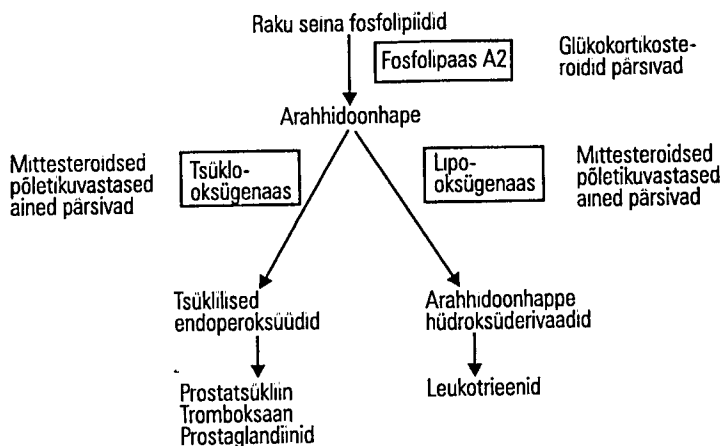 Raku seina fosfolipiidid
Fosfolipaas A2
Glükokortikoste-
roidid pärsivad
Arahhidoonhape
Mittesteroidsed
põletikuvastased
ained pärsivad
Tsüklo-
oksügenaas
Lipo-
oksügenaas
Mittesteroidsed
põletikuvastased
ained pärsivad
Tsüklilised
endoperoksüüdid
Arahhidoonhappe
hüdroksüderivaadid
Prostatsükliin
Tromboksaan
Prostaglandiinid
Leukotrieenid